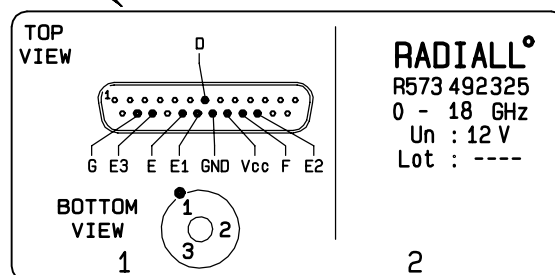 TOP
VIEW
D
1
G E3 E E1 GND Vcc F E2
BOTTOM
VIEW
1
2
3
1
RADIALL°
R573 492325
0 - 18 GHz
Un : 12 V
Lot : ----
2